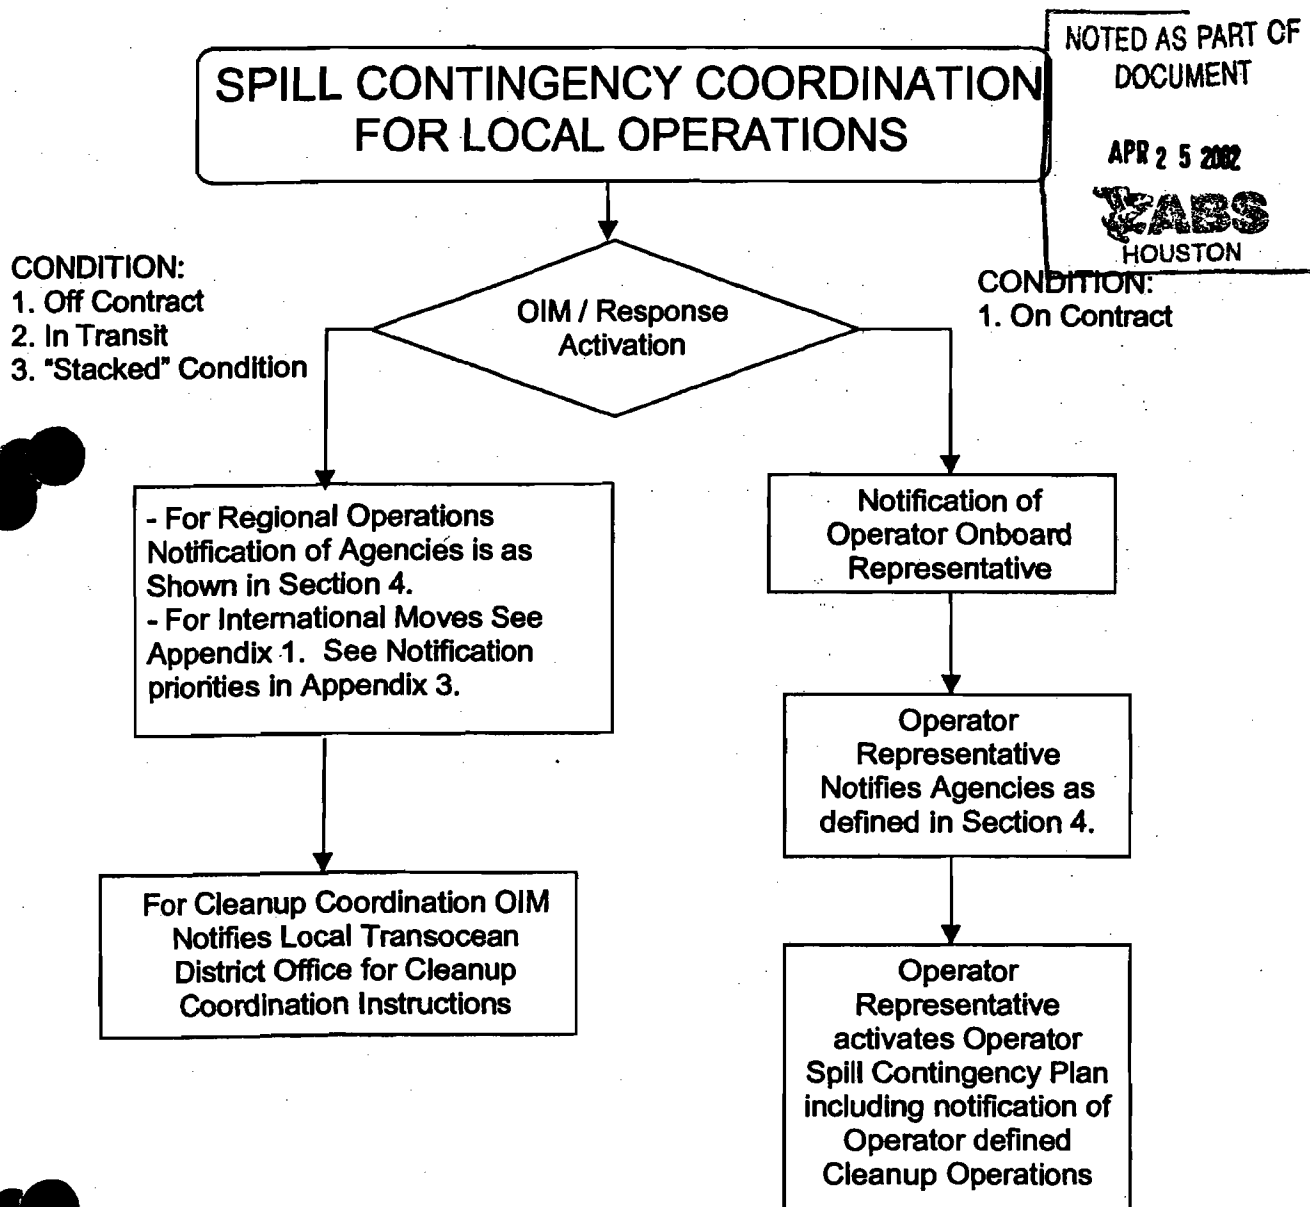 SPILL CONTINGENCY COORDINATION
FOR LOCAL OPERATIONS
NOTED AS PART OF
DOCUMENT
APR 25 2002
ABS
HOUSTON
CONDITION:
1. Off Contract
2. In Transit
3. "Stacked" Condition
OIM / Response
Activation
CONDITION:
1. On Contract
- For Regional Operations
Notification of Agencies is as
Shown in Section 4.
- For International Moves See
Appendix 1. See Notification
priorities in Appendix 3.
For Cleanup Coordination OIM
Notifies Local Transocean
District Office for Cleanup
Coordination Instructions
Notification of
Operator Onboard
Representative
Operator
Representative
Notifies Agencies as
defined in Section 4.
Operator
Representative
activates Operator
Spill Contingency Plan
including notification of
Operator defined
Cleanup Operations